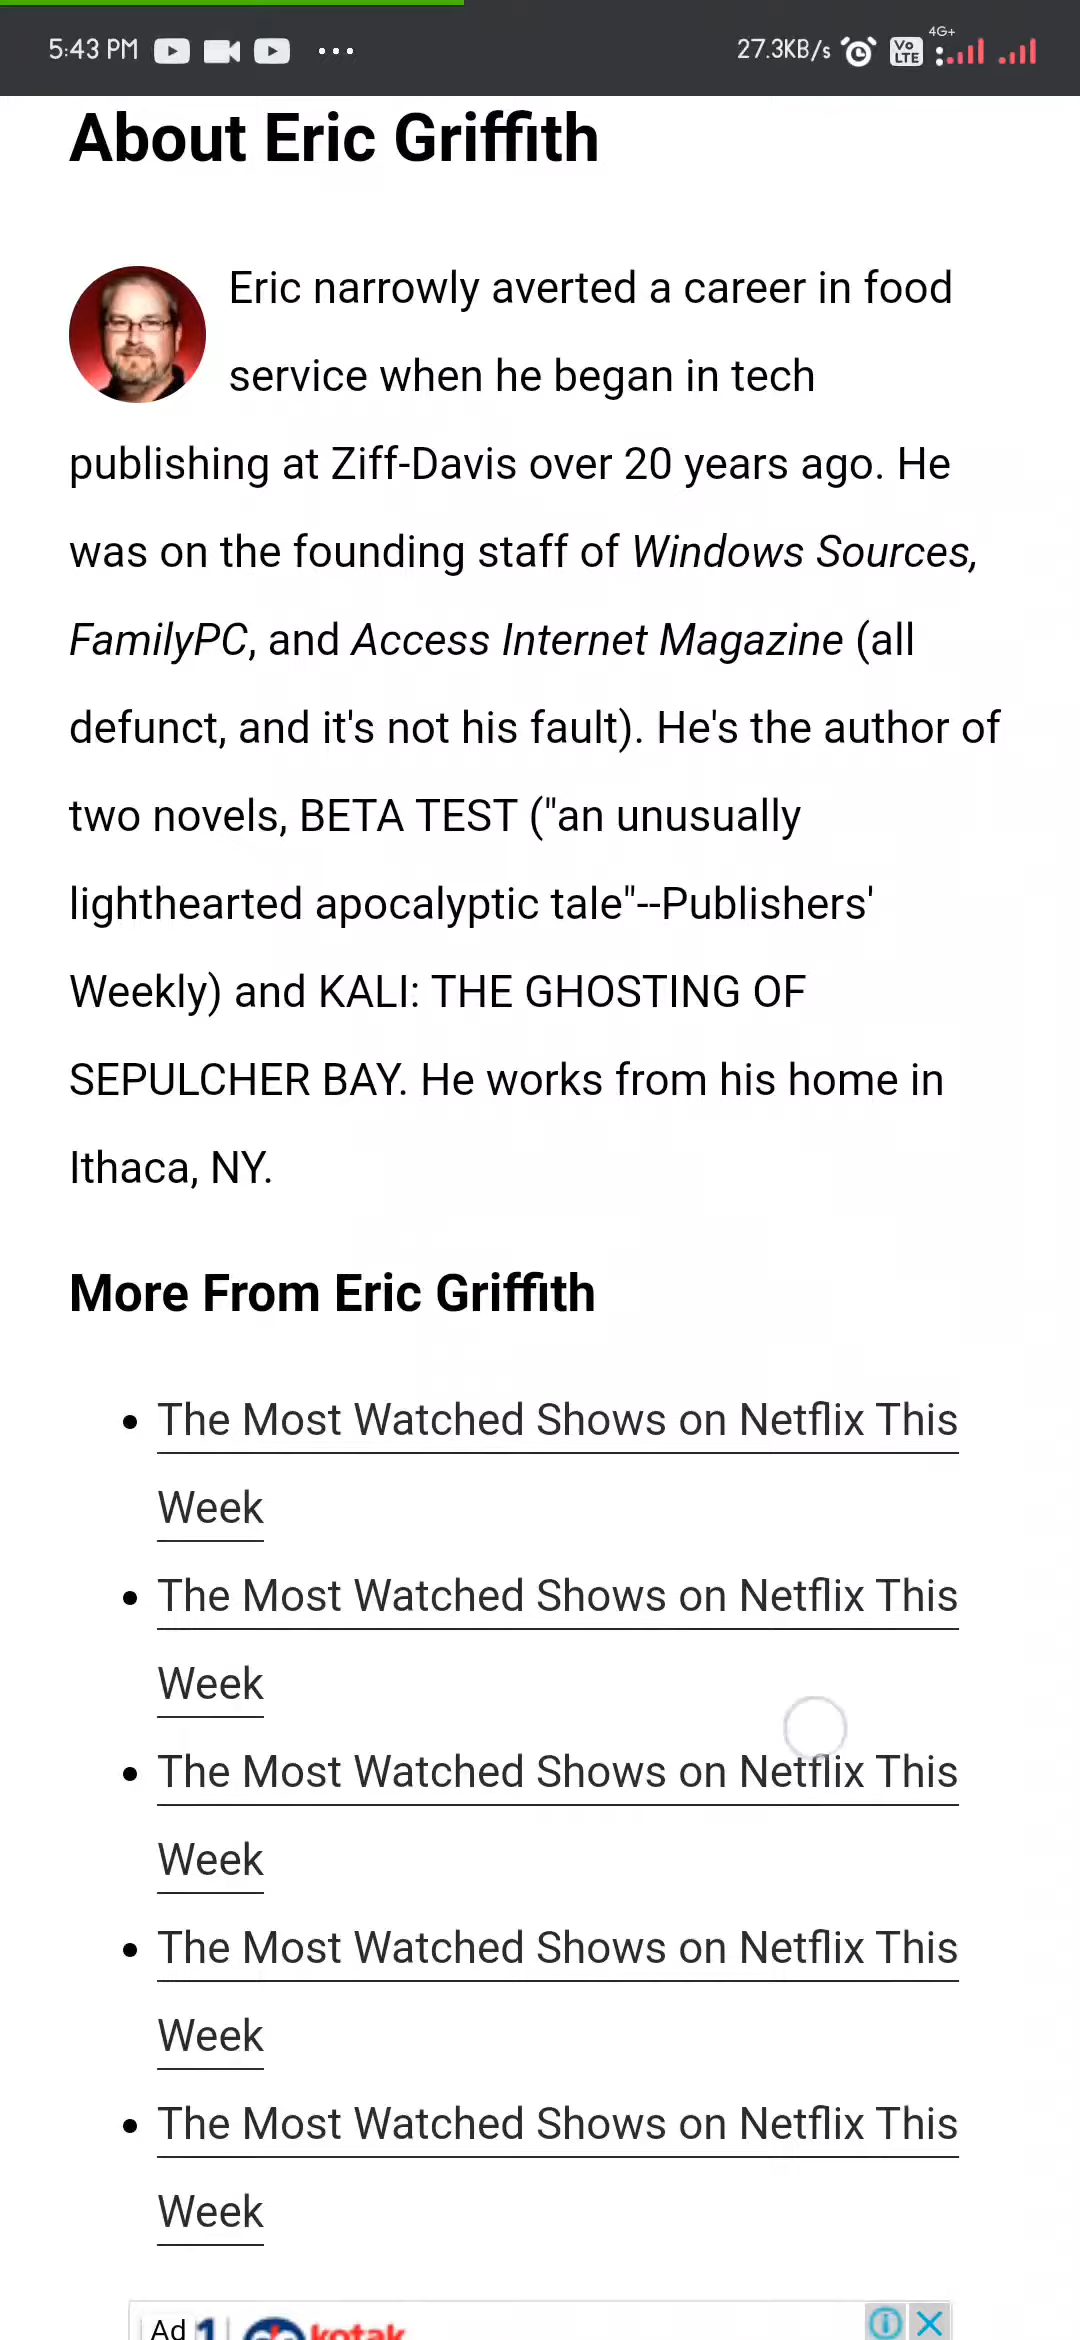 5:43 PM 27.3KB/s Vo LTE 4G+
About Eric Griffith
Eric narrowly averted a career in food
service when he began in tech
publishing at Ziff-Davis over 20 years ago. He
was on the founding staff of Windows Sources,
FamilyPC, and Access Internet Magazine (all
defunct, and it's not his fault). He's the author of
two novels, BETA TEST ("an unusually
lighthearted apocalyptic tale"--Publishers'
Weekly) and KALI: THE GHOSTING OF
SEPULCHER BAY. He works from his home in
Ithaca, NY.
More From Eric Griffith
• The Most Watched Shows on Netflix This
Week
• The Most Watched Shows on Netflix This
Week
• The Most Watched Shows on Netflix This
Week
• The Most Watched Shows on Netflix This
Week
• The Most Watched Shows on Netflix This
Week
Ad 1 kotak